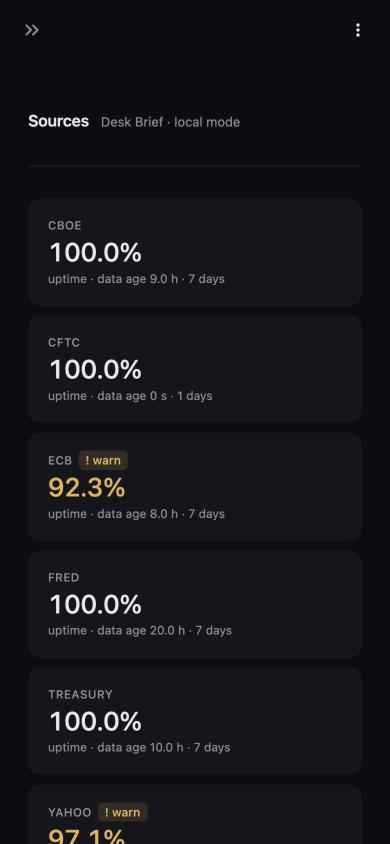 Sources Desk Brief · local mode
CBOE
100.0%
uptime · data age 9.0 h · 7 days
CFTC
100.0%
uptime · data age 0 s · 1 days
ECB ! warn
92.3%
uptime · data age 8.0 h · 7 days
FRED
100.0%
uptime · data age 20.0 h · 7 days
TREASURY
100.0%
uptime · data age 10.0 h · 7 days
YAHOO ! warn
97.1%